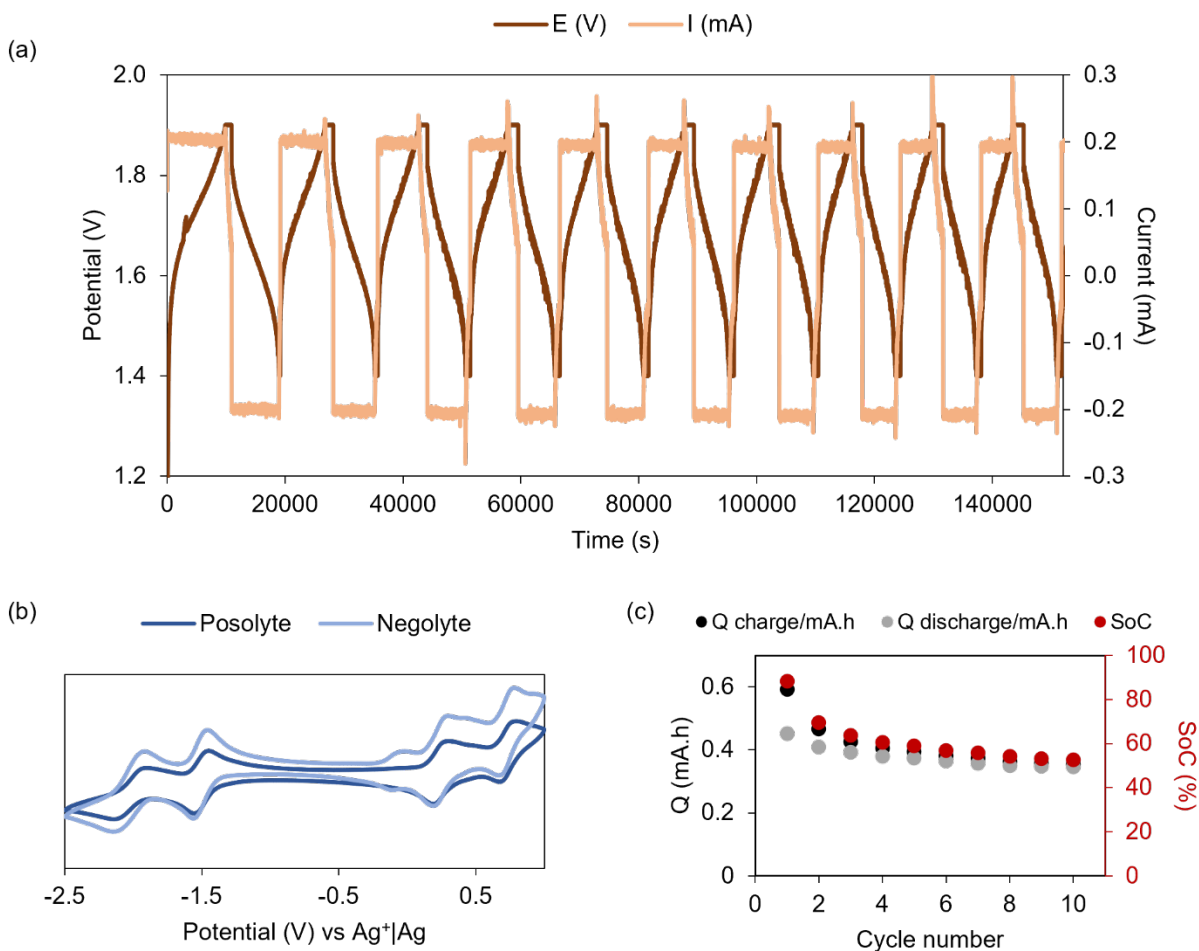 E (V) I (mA)
(a)
2.0 0.3
1.8 0.2
0.1
1.6 0.0
-0.1
1.4 -0.2
1.2 -0.3
Potential (V)
Current (mA)
0 20000 40000 60000 80000 100000 120000 140000
Time (s)
(b)
Posolyte Negolyte
-2.5 -1.5 -0.5 0.5
Potential (V) vs Ag⁺|Ag
(c)
Q charge/mA.h Q discharge/mA.h SoC
0.6
0.4
0.2
0
Q (mA.h)
100
80
60
40
20
0
SoC (%)
0 2 4 6 8 10
Cycle number